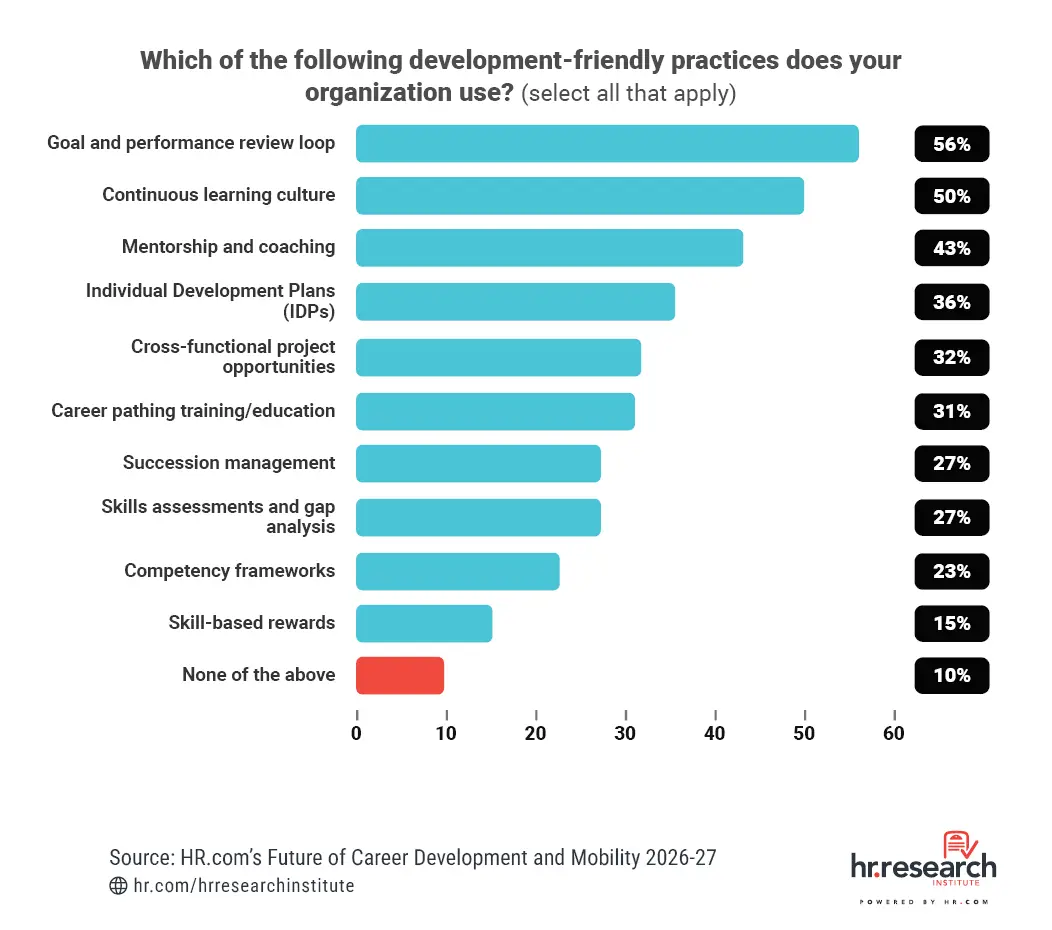 Which of the following development-friendly practices does your
organization use? (select all that apply)
Goal and performance review loop 56%
Continuous learning culture 50%
Mentorship and coaching 43%
Individual Development Plans
(IDPs) 36%
Cross-functional project
opportunities 32%
Career pathing training/education 31%
Succession management 27%
Skills assessments and gap
analysis 27%
Competency frameworks 23%
Skill-based rewards 15%
None of the above 10%
0 10 20 30 40 50 60
Source: HR.com’s Future of Career Development and Mobility 2026-27
hr.com/hrresearchinstitute
hr.research
INSTITUTE
POWERED BY HR.COM